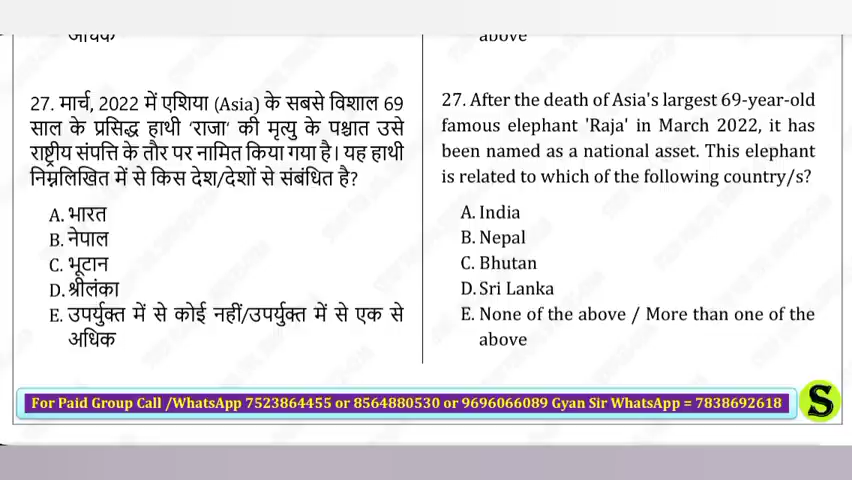 अधिक
27. मार्च, 2022 में एशिया (Asia) के सबसे विशाल 69
साल के प्रसिद्ध हाथी ‘राजा’ की मृत्यु के पश्चात उसे
राष्ट्रीय संपत्ति के तौर पर नामित किया गया है। यह हाथी
निम्नलिखित में से किस देश/देशों से संबंधित है?
A. भारत
B. नेपाल
C. भूटान
D. श्रीलंका
E. उपर्युक्त में से कोई नहीं/उपर्युक्त में से एक से
अधिक
above
27. After the death of Asia's largest 69-year-old
famous elephant 'Raja' in March 2022, it has
been named as a national asset. This elephant
is related to which of the following country/s?
A. India
B. Nepal
C. Bhutan
D. Sri Lanka
E. None of the above / More than one of the
above
For Paid Group Call /WhatsApp 7523864455 or 8564880530 or 9696066089 Gyan Sir WhatsApp = 7838692618
S